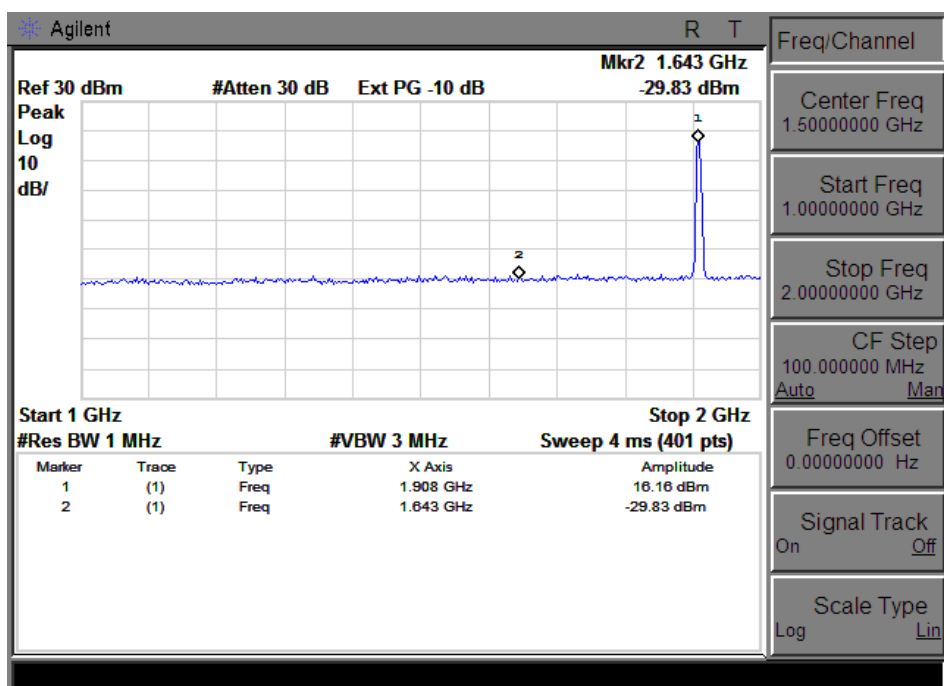 Agilent R T
Mkr2 1.643 GHz
Ref 30 dBm #Atten 30 dB Ext PG -10 dB -29.83 dBm
Peak
Log
10
dB/
1
2
Start 1 GHz Stop 2 GHz
#Res BW 1 MHz #VBW 3 MHz Sweep 4 ms (401 pts)
Marker Trace Type X Axis Amplitude
1 (1) Freq 1.908 GHz 16.16 dBm
2 (1) Freq 1.643 GHz -29.83 dBm
Freq/Channel
Center Freq
1.50000000 GHz
Start Freq
1.00000000 GHz
Stop Freq
2.00000000 GHz
CF Step
100.000000 MHz
Auto Man
Freq Offset
0.00000000 Hz
Signal Track
On Off
Scale Type
Log Lin